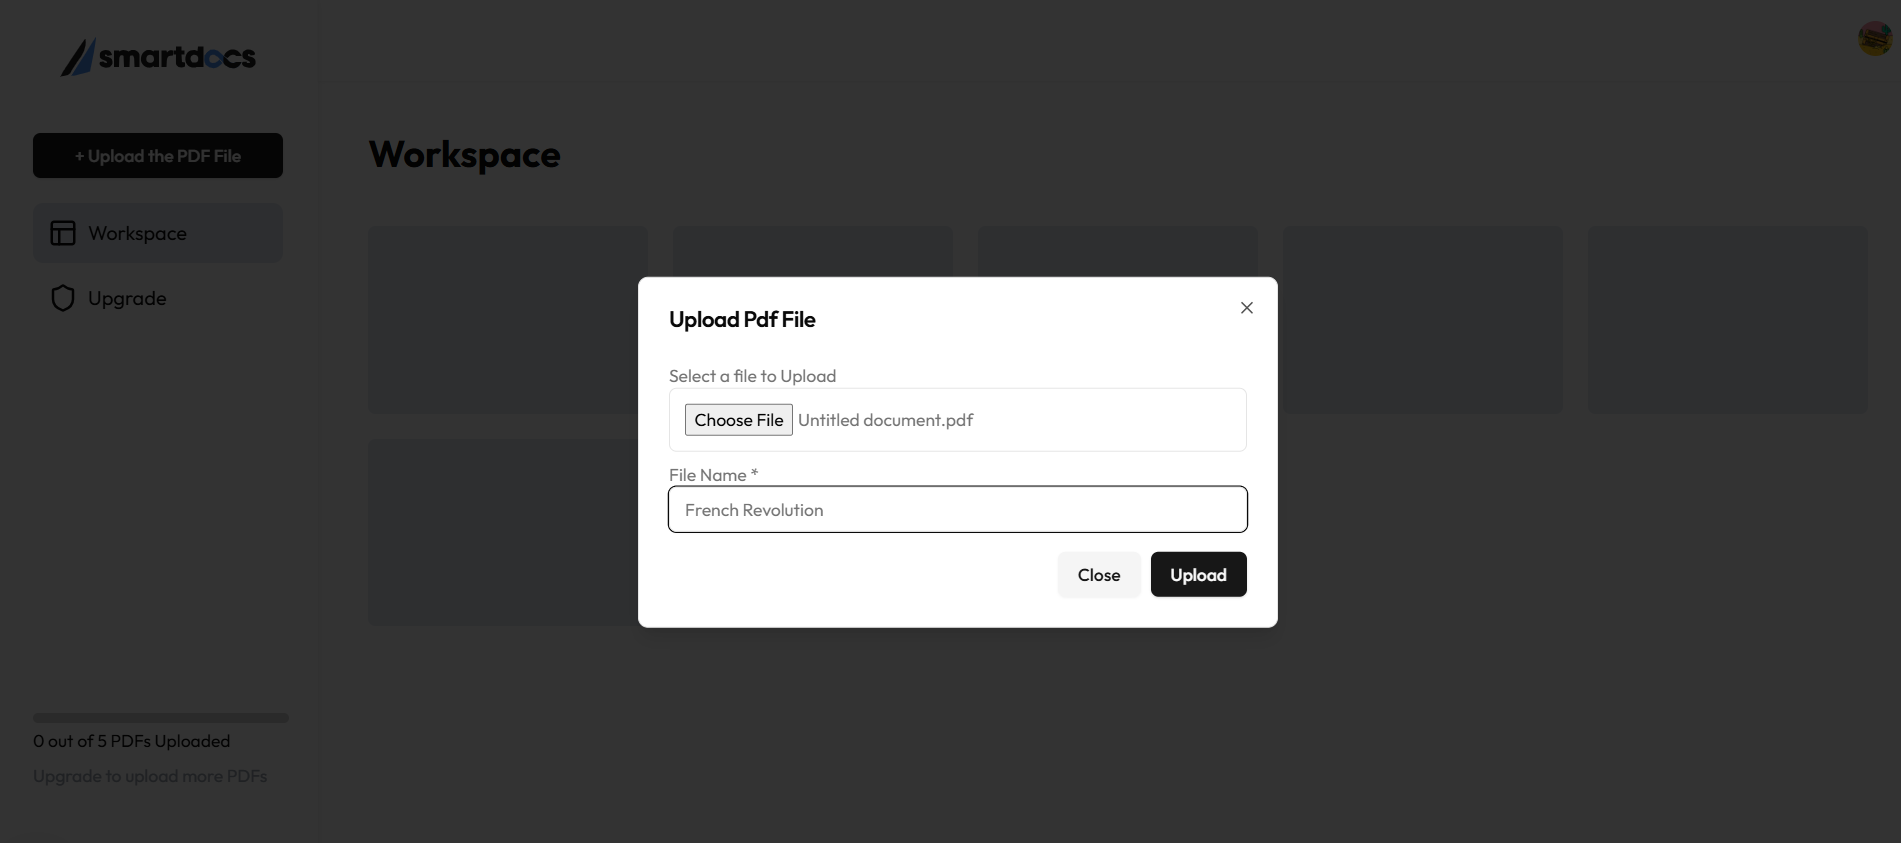 smartdocs
+ Upload the PDF File
Workspace
Upgrade
0 out of 5 PDFs Uploaded
Upgrade to upload more PDFs
Workspace
Upload Pdf File
Select a file to Upload
Choose File Untitled document.pdf
File Name *
French Revolution
Close Upload